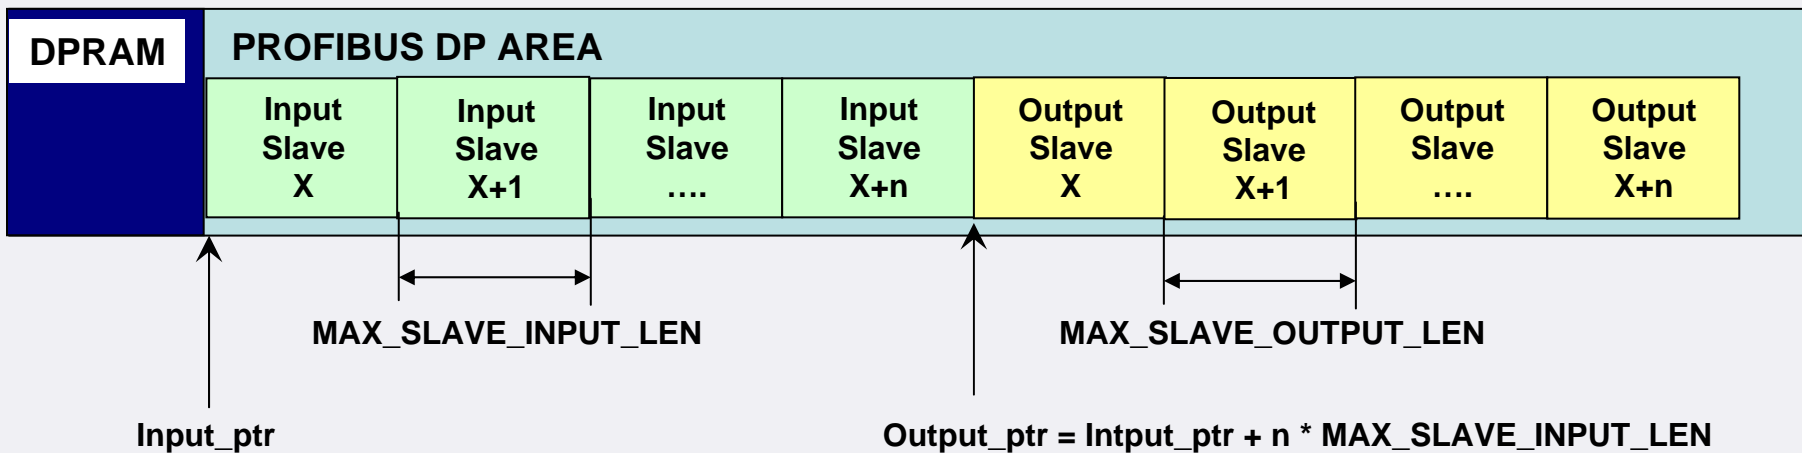 DPRAM
PROFIBUS DP AREA
Input
Slave
X
Input
Slave
X+1
Input
Slave
....
Input
Slave
X+n
Output
Slave
X
Output
Slave
X+1
Output
Slave
....
Output
Slave
X+n
MAX_SLAVE_INPUT_LEN
MAX_SLAVE_OUTPUT_LEN
Input_ptr
Output_ptr = Intput_ptr + n * MAX_SLAVE_INPUT_LEN